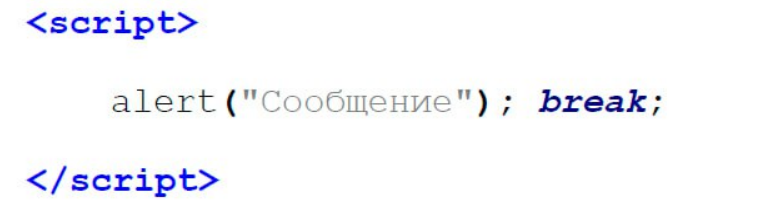 <script>
alert("Сообщение"); break;
</script>